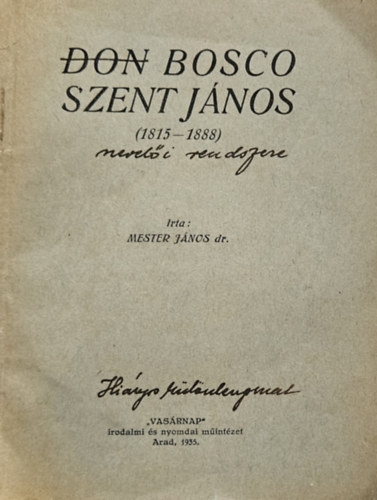 DON BOSCO
SZENT JÁNOS
(1815—1888)
nevelői rendszere
Irta:
MESTER JÁNOS dr.
Hiányos
„VASÁRNAP"
irodalmi és nyomdai műintézet
Arad, 1935.